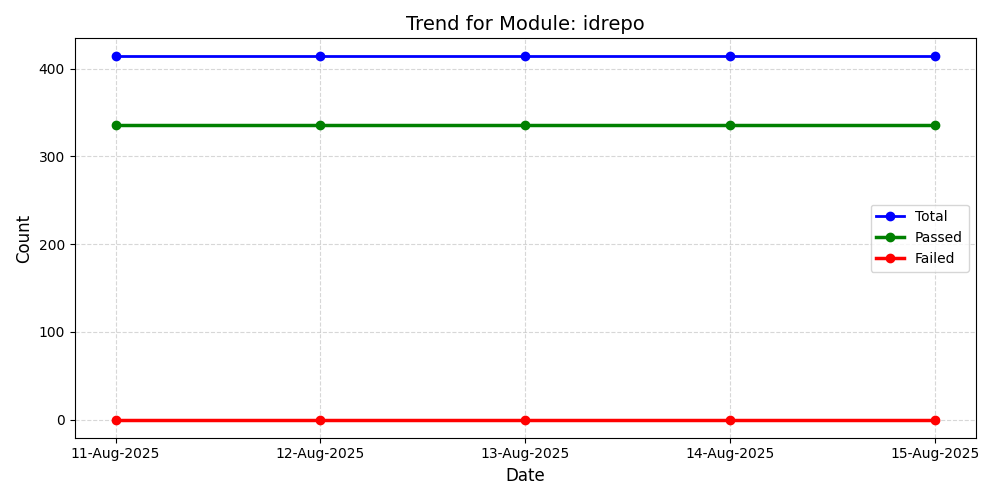 Trend for Module: idrepo
Count
400
300
200
100
0
Total
Passed
Failed
11-Aug-2025
12-Aug-2025
13-Aug-2025
14-Aug-2025
15-Aug-2025
Date